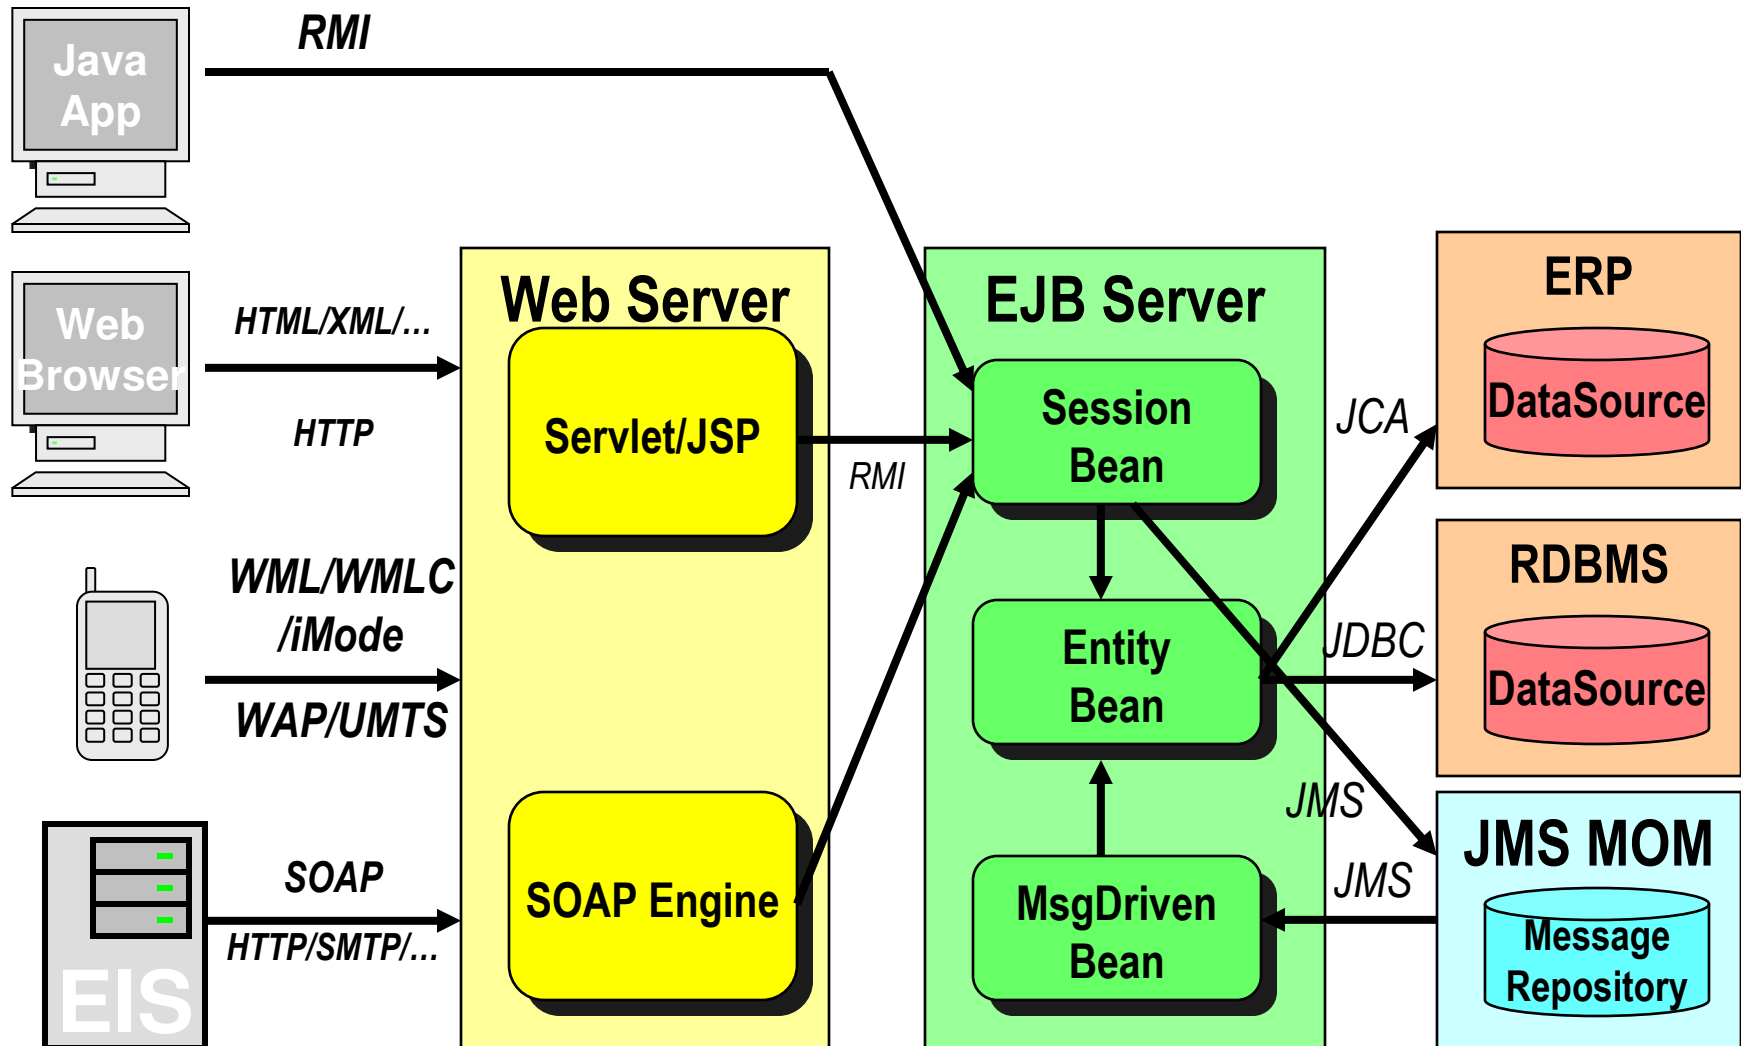 RMI
Java
App
Web Server
EJB Server
ERP
Web
Browser
HTML/XML/…
HTTP
Servlet/JSP
RMI
Session
Bean
JCA
DataSource
WML/WMLC
/iMode
WAP/UMTS
Entity
Bean
JDBC
RDBMS
DataSource
EIS
SOAP
HTTP/SMTP/…
SOAP Engine
MsgDriven
Bean
JMS
JMS
JMS MOM
Message
Repository